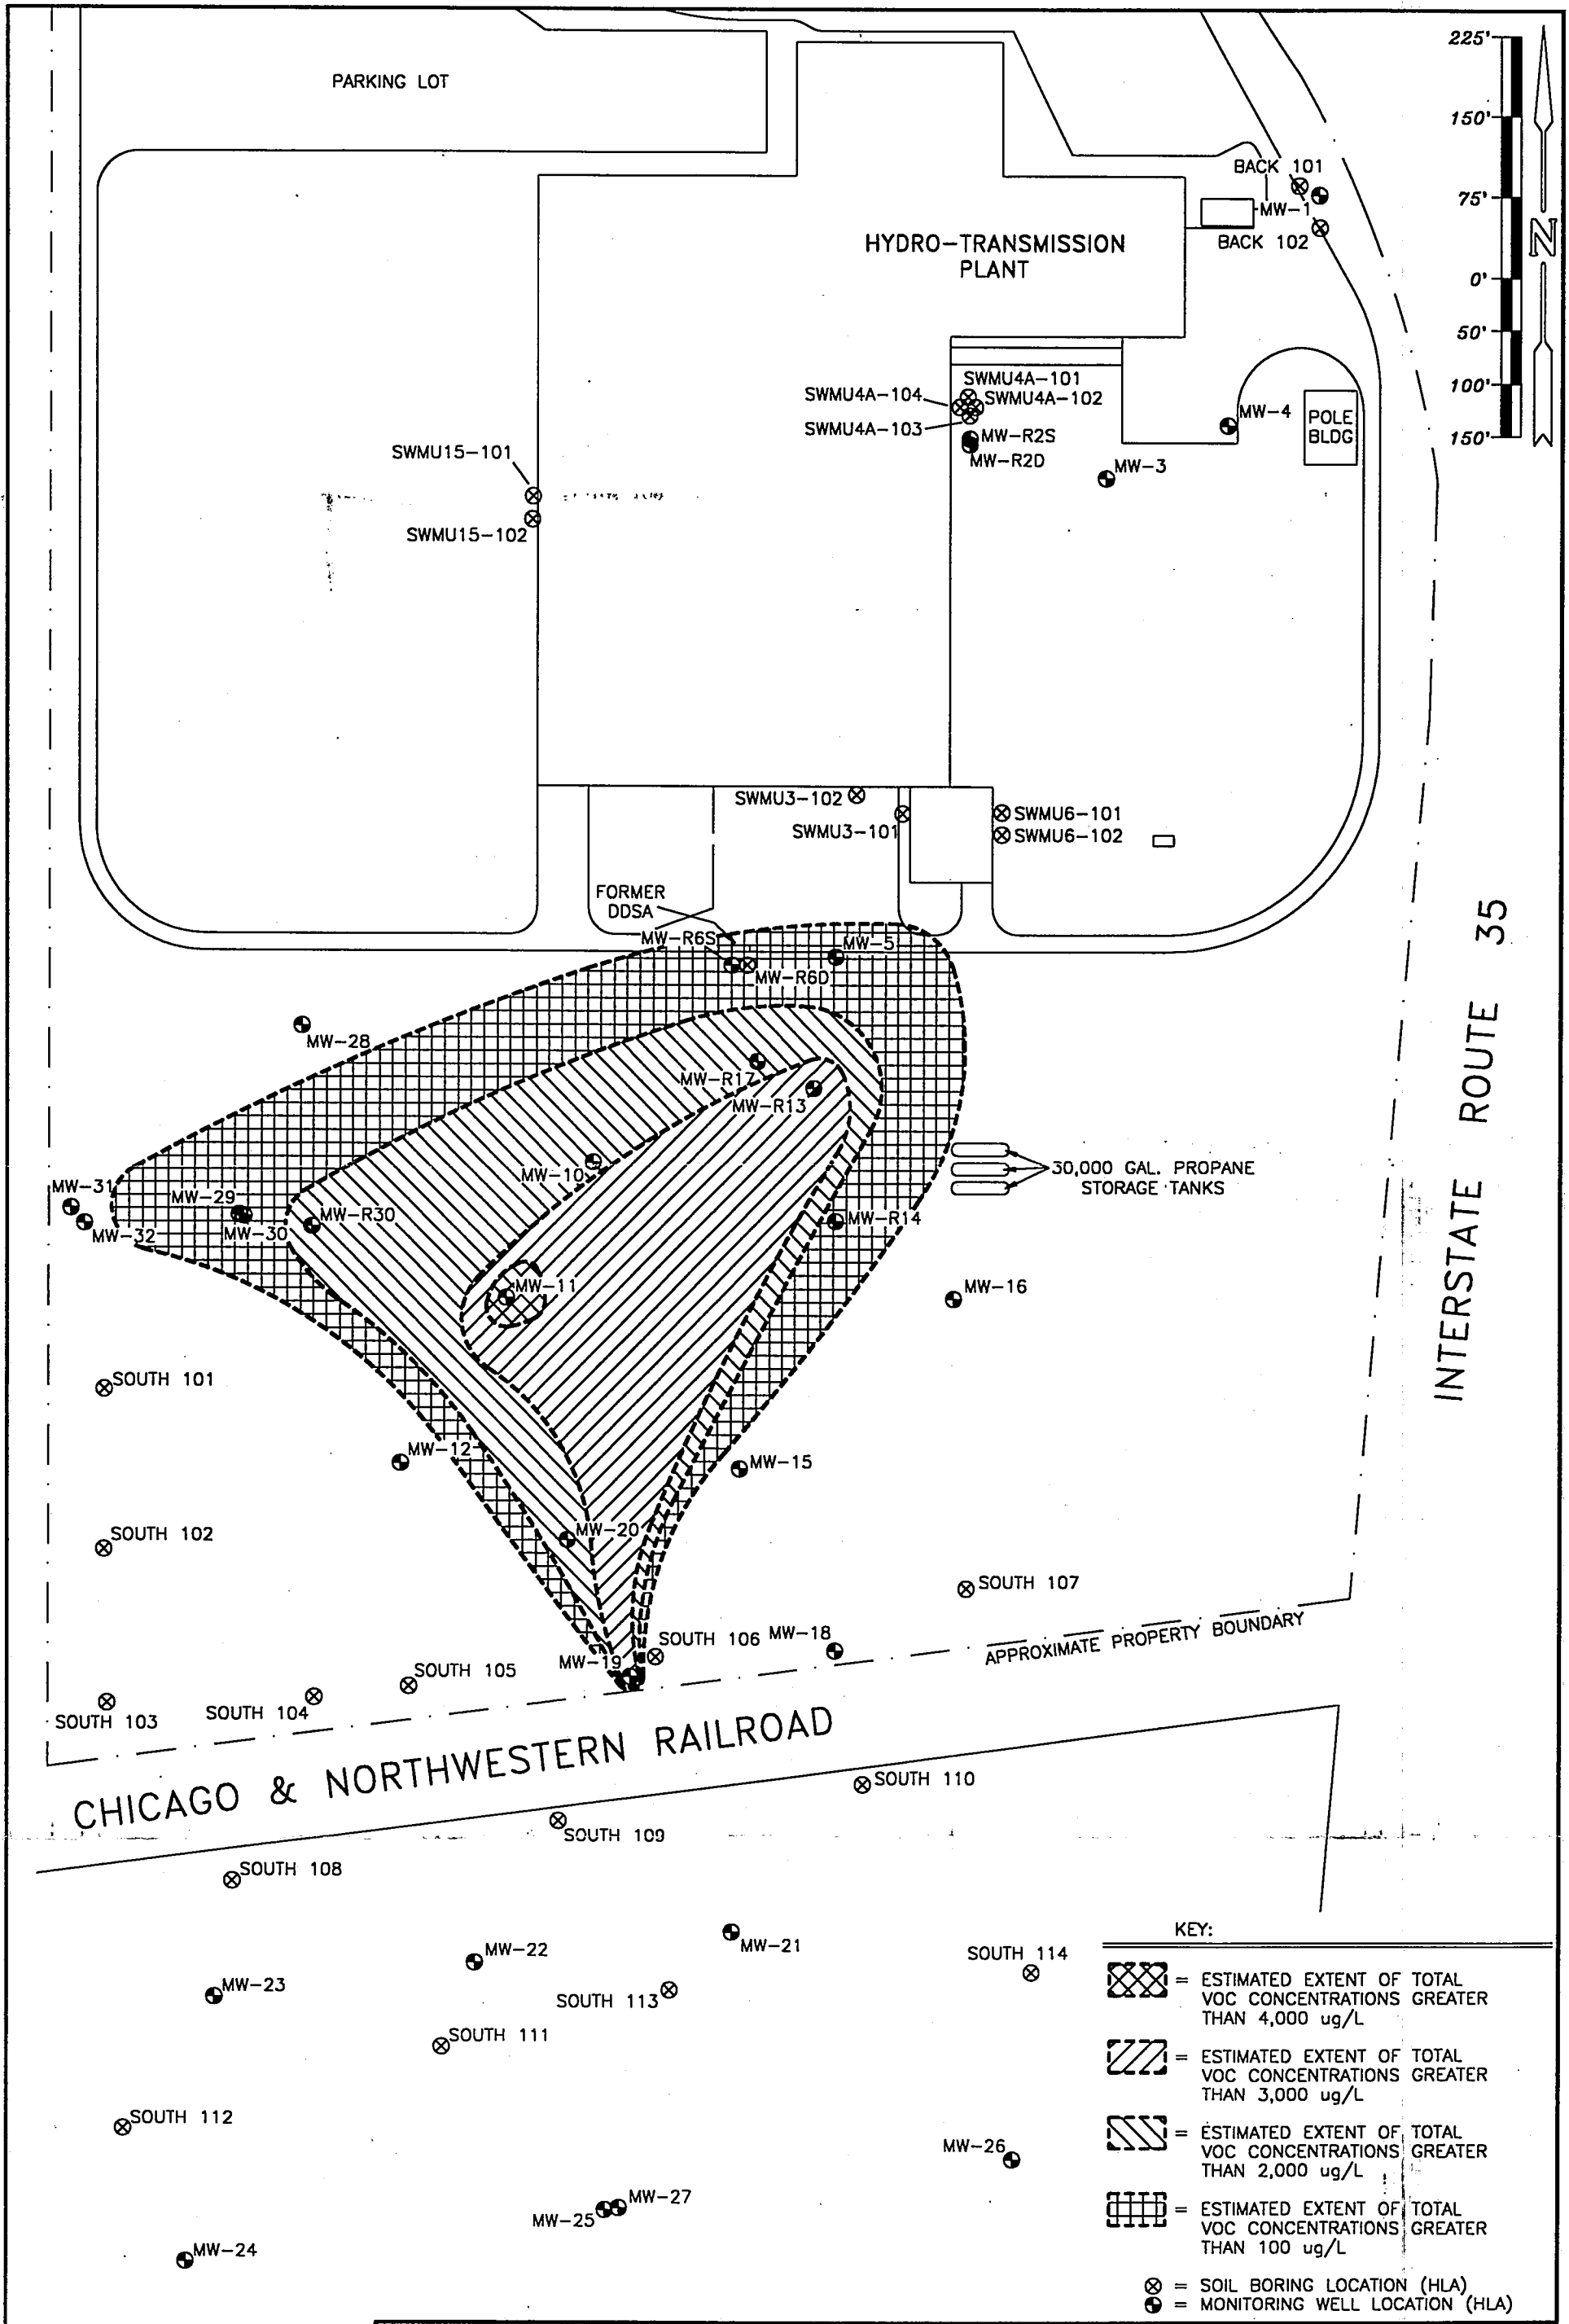 PARKING LOT
225'
150'
75'
0'
50'
100'
150'
N
BACK 101
MW-1
BACK 102
HYDRO-TRANSMISSION
PLANT
SWMU4A-101
SWMU4A-104
SWMU4A-102
SWMU4A-103
MW-R2S
MW-R2D
MW-4
POLE
BLDG
MW-3
SWMU15-101
SWMU15-102
SWMU3-102
SWMU3-101
SWMU6-101
SWMU6-102
FORMER
DDSA
MW-R6S
MW-5
MW-R6D
MW-28
MW-R17
MW-R13
MW-10
30,000 GAL. PROPANE
STORAGE TANKS
INTERSTATE ROUTE 35
MW-31
MW-29
MW-32
MW-30
MW-R30
MW-R14
MW-11
MW-16
SOUTH 101
MW-12
MW-15
SOUTH 102
MW-20
SOUTH 107
SOUTH 106
MW-18
MW-19
APPROXIMATE PROPERTY BOUNDARY
SOUTH 105
SOUTH 103
SOUTH 104
CHICAGO & NORTHWESTERN RAILROAD
SOUTH 110
SOUTH 109
SOUTH 108
MW-22
MW-21
SOUTH 114
MW-23
SOUTH 113
SOUTH 111
SOUTH 112
MW-26
MW-25
MW-27
MW-24
KEY:
= ESTIMATED EXTENT OF TOTAL
VOC CONCENTRATIONS GREATER
THAN 4,000 ug/L
= ESTIMATED EXTENT OF TOTAL
VOC CONCENTRATIONS GREATER
THAN 3,000 ug/L
= ESTIMATED EXTENT OF TOTAL
VOC CONCENTRATIONS GREATER
THAN 2,000 ug/L
= ESTIMATED EXTENT OF TOTAL
VOC CONCENTRATIONS GREATER
THAN 100 ug/L
= SOIL BORING LOCATION (HLA)
= MONITORING WELL LOCATION (HLA)